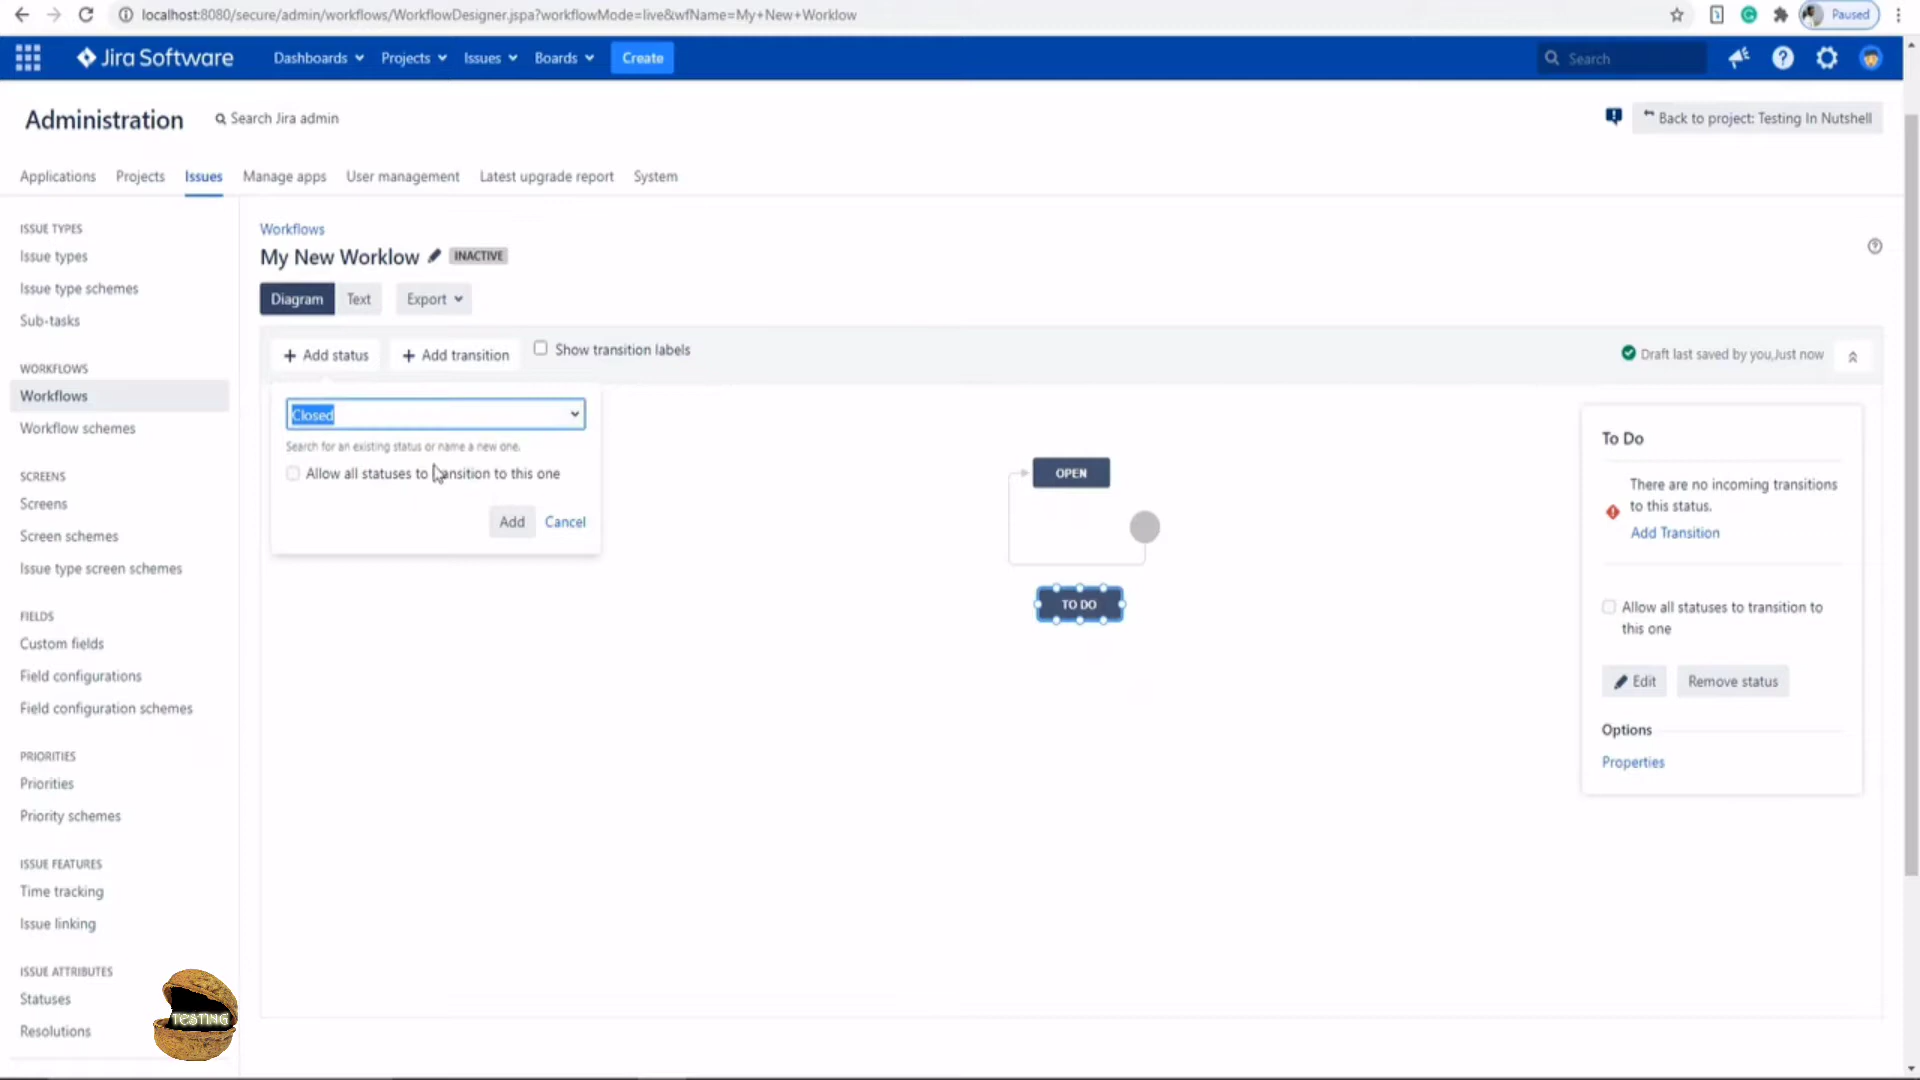 localhost:8080/secure/admin/workflows/WorkflowDesigner.jspa?workflowMode=live&wfName=My+New+Worklow
Paused
Jira Software
Dashboards
Projects
Issues
Boards
Create
Search
Administration
Search Jira admin
Back to project: Testing In Nutshell
Applications
Projects
Issues
Manage apps
User management
Latest upgrade report
System
ISSUE TYPES
Issue types
Issue type schemes
Sub-tasks
WORKFLOWS
Workflows
Workflow schemes
SCREENS
Screens
Screen schemes
Issue type screen schemes
FIELDS
Custom fields
Field configurations
Field configuration schemes
PRIORITIES
Priorities
Priority schemes
ISSUE FEATURES
Time tracking
Issue linking
ISSUE ATTRIBUTES
Statuses
Resolutions
TESTING
Workflows
My New Worklow
INACTIVE
Diagram
Text
Export
+ Add status
+ Add transition
Show transition labels
Draft last saved by you,Just now
Closed
Search for an existing status or name a new one.
Allow all statuses to transition to this one
Add
Cancel
OPEN
TO DO
To Do
There are no incoming transitions
to this status.
Add Transition
Allow all statuses to transition to
this one
Edit
Remove status
Options
Properties